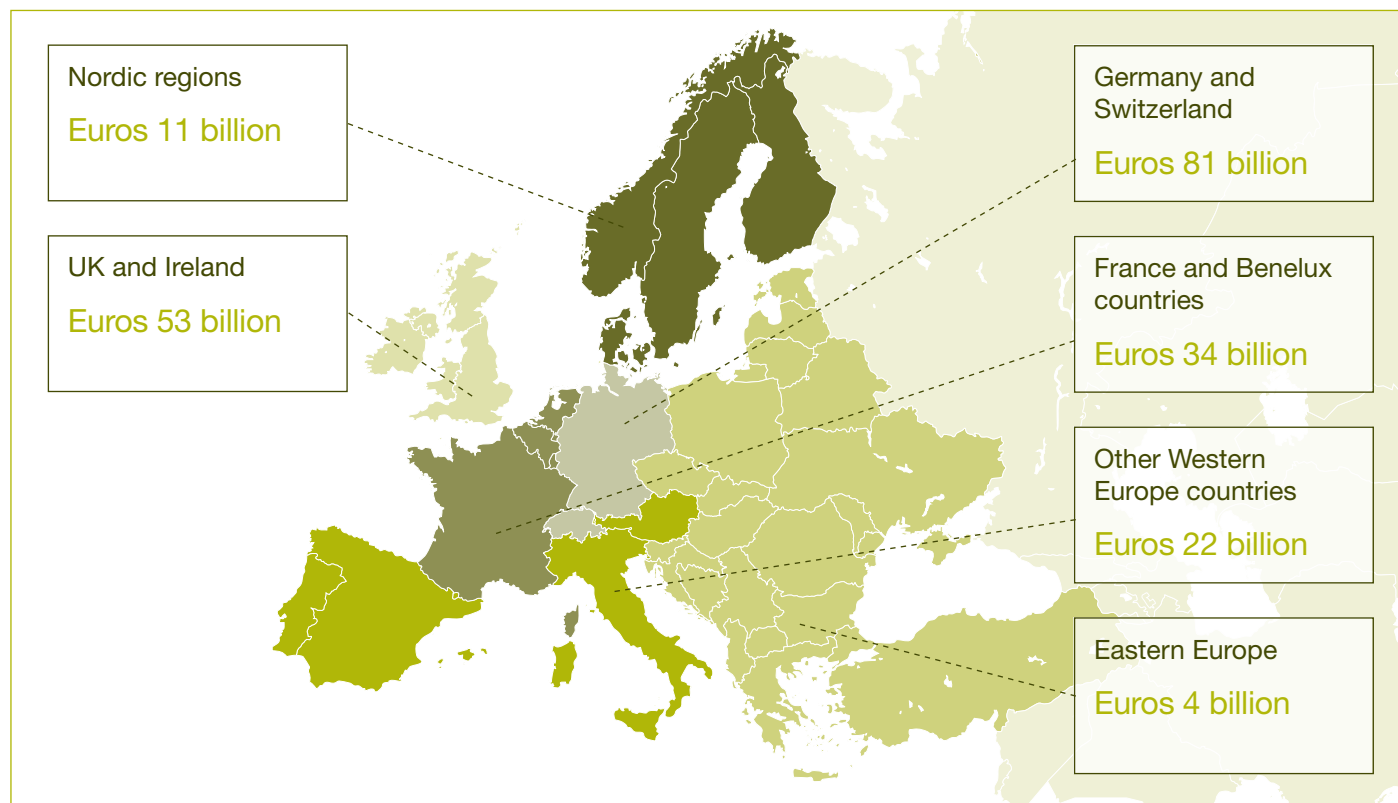 Nordic regions
Euros 11 billion
UK and Ireland
Euros 53 billion
Germany and
Switzerland
Euros 81 billion
France and Benelux
countries
Euros 34 billion
Other Western
Europe countries
Euros 22 billion
Eastern Europe
Euros 4 billion